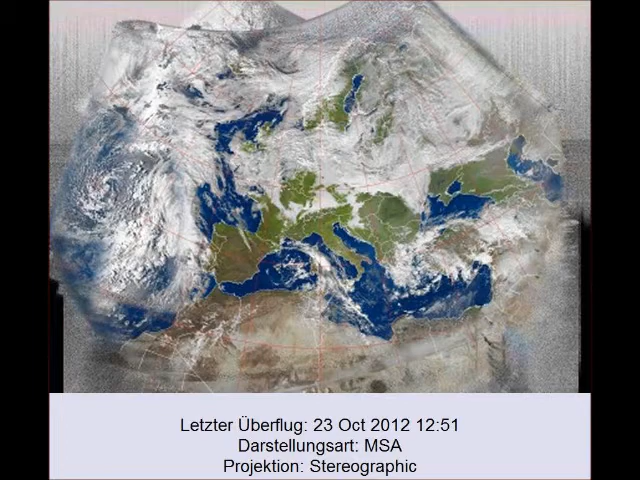 Letzter Überflug: 23 Oct 2012 12:51
Darstellungsart: MSA
Projektion: Stereographic